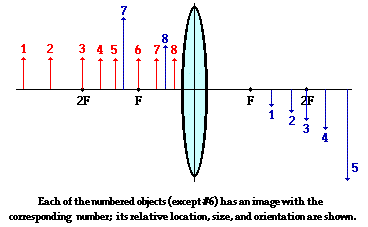 7
8
1 2 3 4 5 6 7 8
2F F F 2F
1 2 3 4
5
Each of the numbered objects (except #6) has an image with the
corresponding number; its relative location, size, and orientation are shown.